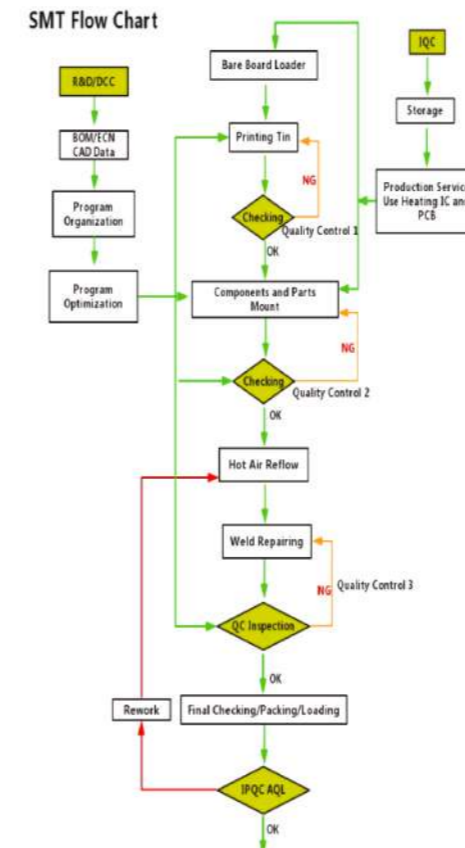 SMT Flow Chart
R&D/DCC
BOM/ECN
CAD Data
Program
Organization
Program
Optimization
Bare Board Loader
Printing Tin
NG
Checking
Quality Control 1
OK
Components and Parts
Mount
NG
Checking
Quality Control 2
OK
Hot Air Reflow
Weld Repairing
NG
Quality Control 3
QC Inspection
OK
Rework
Final Checking/Packing/Loading
IPQC AQL
OK
IQC
Storage
Production Service
Use Heating IC and
PCB